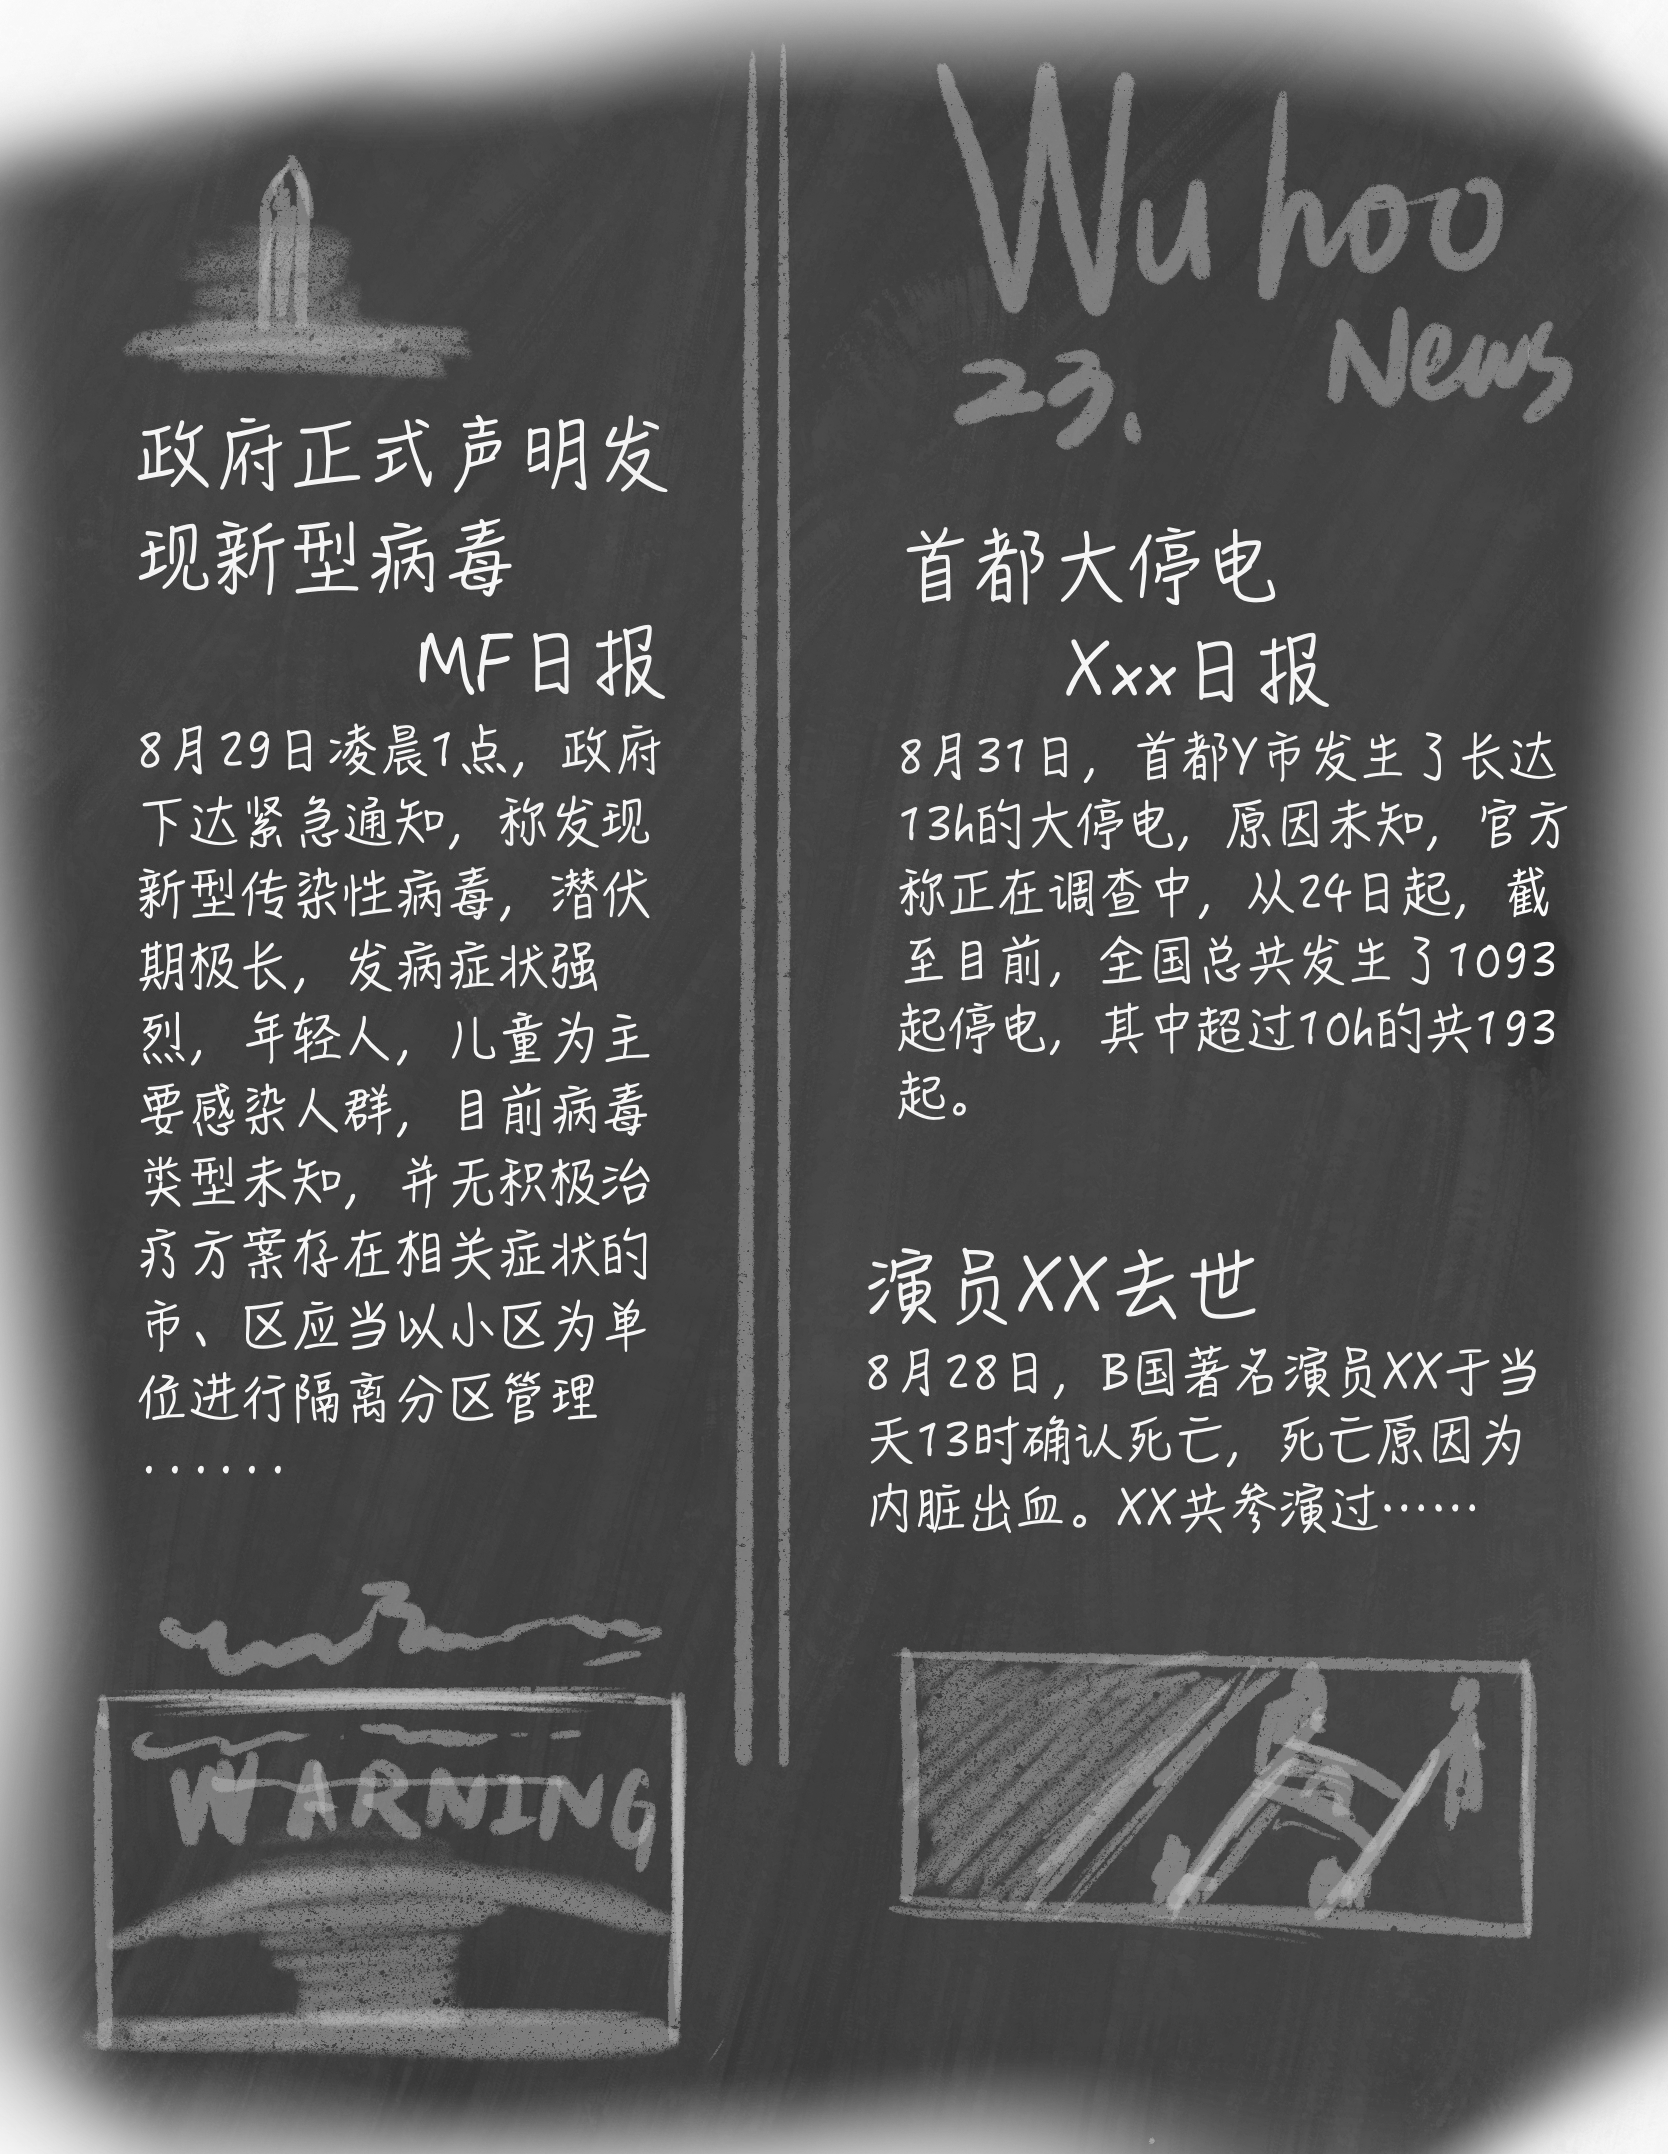 政府正式声明发
现新型病毒
MF日报
8月29日凌晨1点，政府
下达紧急通知，称发现
新型传染性病毒，潜伏
期极长，发病症状强
烈，年轻人，儿童为主
要感染人群，目前病毒
类型未知，并无积极治
疗方案存在相关症状的
市、区应当以小区为单
位进行隔离分区管理
······
WARNING
Wuhoo
News
23.
首都大停电
Xxx日报
8月31日，首都Y市发生了长达
13h的大停电，原因未知，官方
称正在调查中，从24日起，截
至目前，全国总共发生了1093
起停电，其中超过10h的共193
起。
演员XX去世
8月28日，B国著名演员XX于当
天13时确认死亡，死亡原因为
内脏出血。XX共参演过……